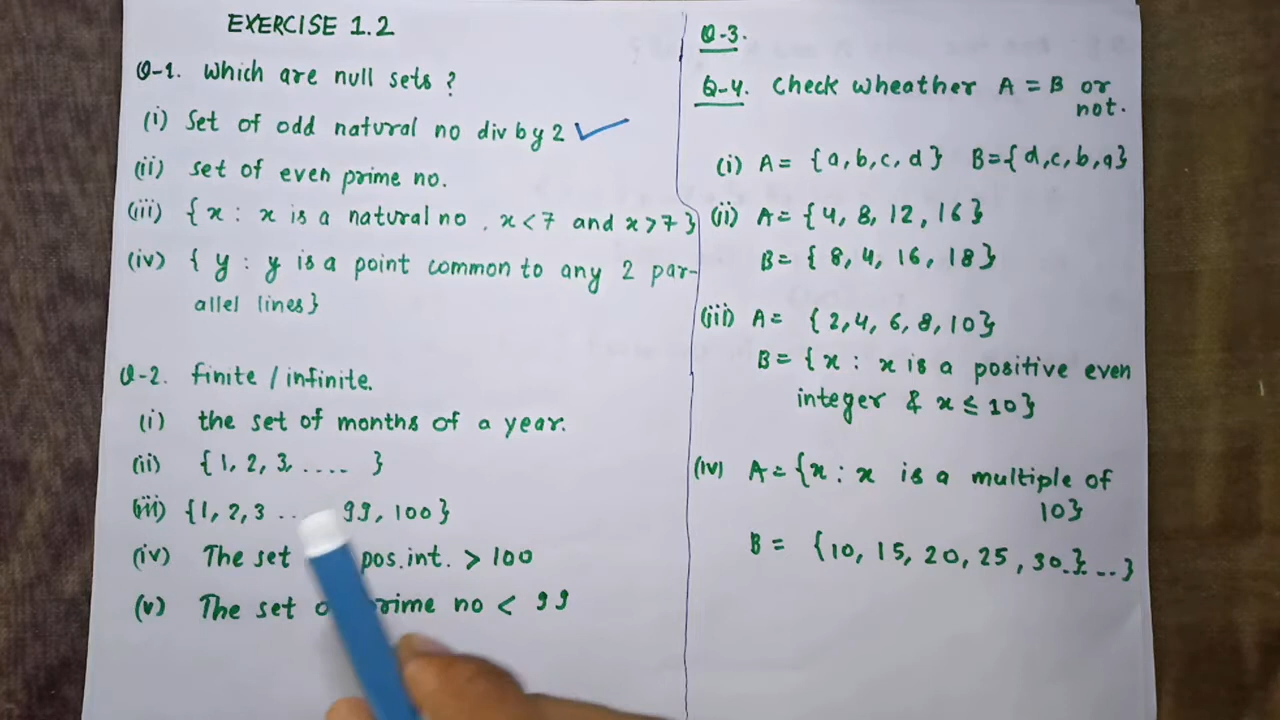 EXERCISE 1.2
Q-1. Which are null sets ?
(i) Set of odd natural no div by 2 ✓
(ii) set of even prime no.
(iii) { x : x is a natural no , x < 7 and x > 7 }
(iv) { y : y is a point common to any 2 par-
allel lines}
Q-2. finite / infinite.
(i) the set of months of a year.
(ii) {1, 2, 3, .... }
(iii) {1, 2, 3 .. 99, 100}
(iv) The set pos. int. > 100
(v) The set prime no < 99
Q-3.
Q-4. Check wheather A = B or
not.
(i) A = {a, b, c, d} B = {d, c, b, a}
(ii) A = {4, 8, 12, 16}
B = { 8, 4, 16, 18}
(iii) A = {2, 4, 6, 8, 10}
B = { x : x is a positive even
integer & x ≤ 10}
(iv) A = {x : x is a multiple of
10}
B = {10, 15, 20, 25, 30 .} ... }